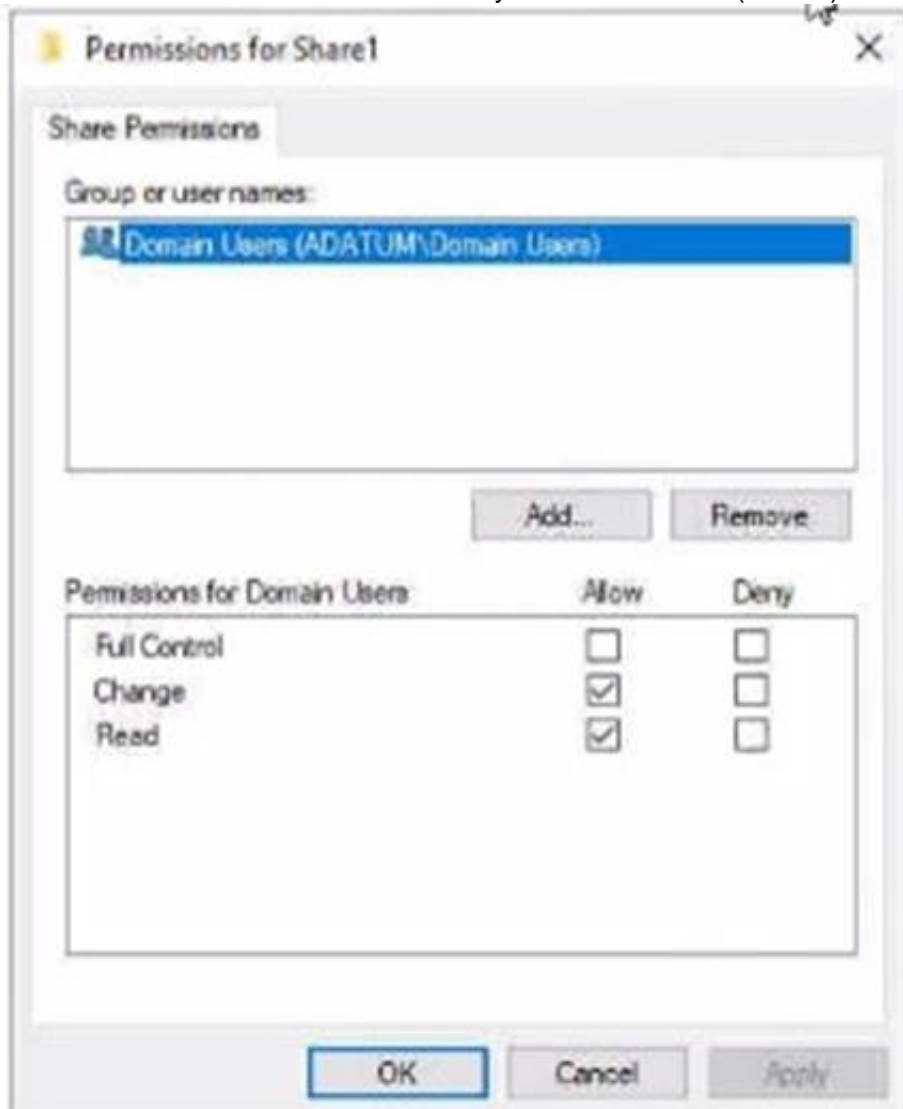 Permissions for Share1
Share Permissions
Group or user names:
Domain Users (ADATUM\Domain Users)
Add...
Remove
Permissions for Domain Users Allow Deny
Full Control
Change
Read
OK
Cancel
Apply